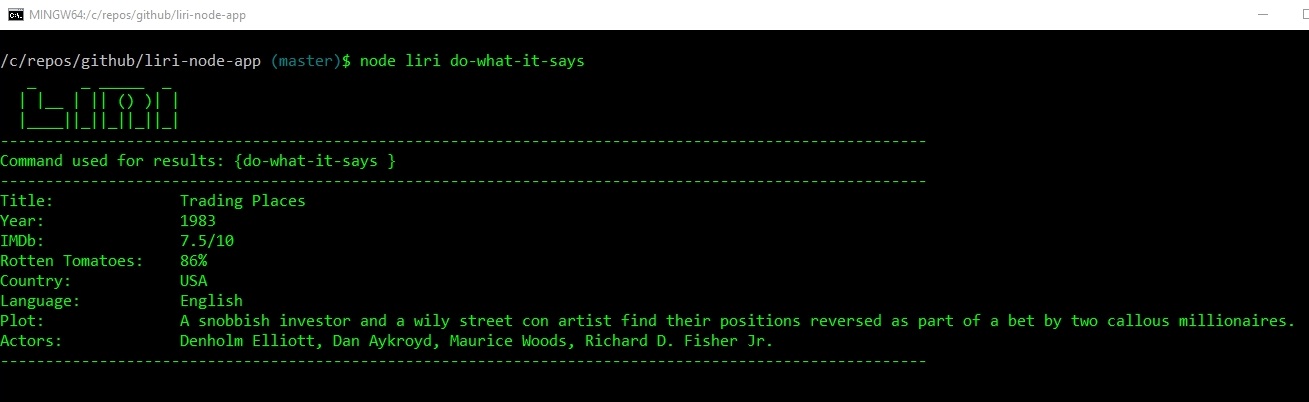 MINGW64:/c/repos/github/liri-node-app
/c/repos/github/liri-node-app (master)$ node liri do-what-it-says
LIRI
-------------------------------------------------------------------------------------------------------
Command used for results: {do-what-it-says }
-------------------------------------------------------------------------------------------------------
Title: Trading Places
Year: 1983
IMDb: 7.5/10
Rotten Tomatoes: 86%
Country: USA
Language: English
Plot: A snobbish investor and a wily street con artist find their positions reversed as part of a bet by two callous millionaires.
Actors: Denholm Elliott, Dan Aykroyd, Maurice Woods, Richard D. Fisher Jr.
-------------------------------------------------------------------------------------------------------